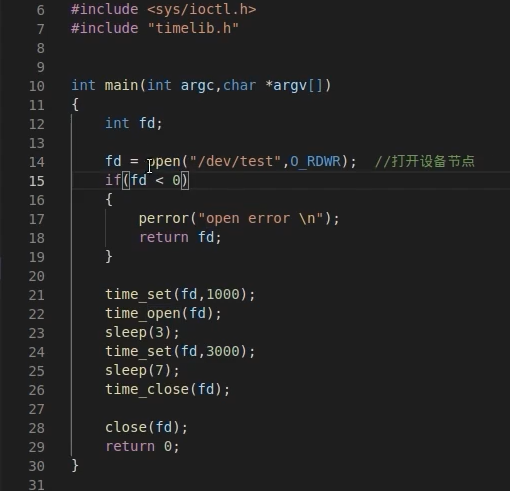 6 #include <sys/ioctl.h>
7 #include "timelib.h"
8
9
10 int main(int argc,char *argv[])
11 {
12     int fd;
13
14     fd = open("/dev/test",O_RDWR);  //打开设备节点
15     if(fd < 0)
16     {
17         perror("open error \n");
18         return fd;
19     }
20
21     time_set(fd,1000);
22     time_open(fd);
23     sleep(3);
24     time_set(fd,3000);
25     sleep(7);
26     time_close(fd);
27
28     close(fd);
29     return 0;
30 }
31